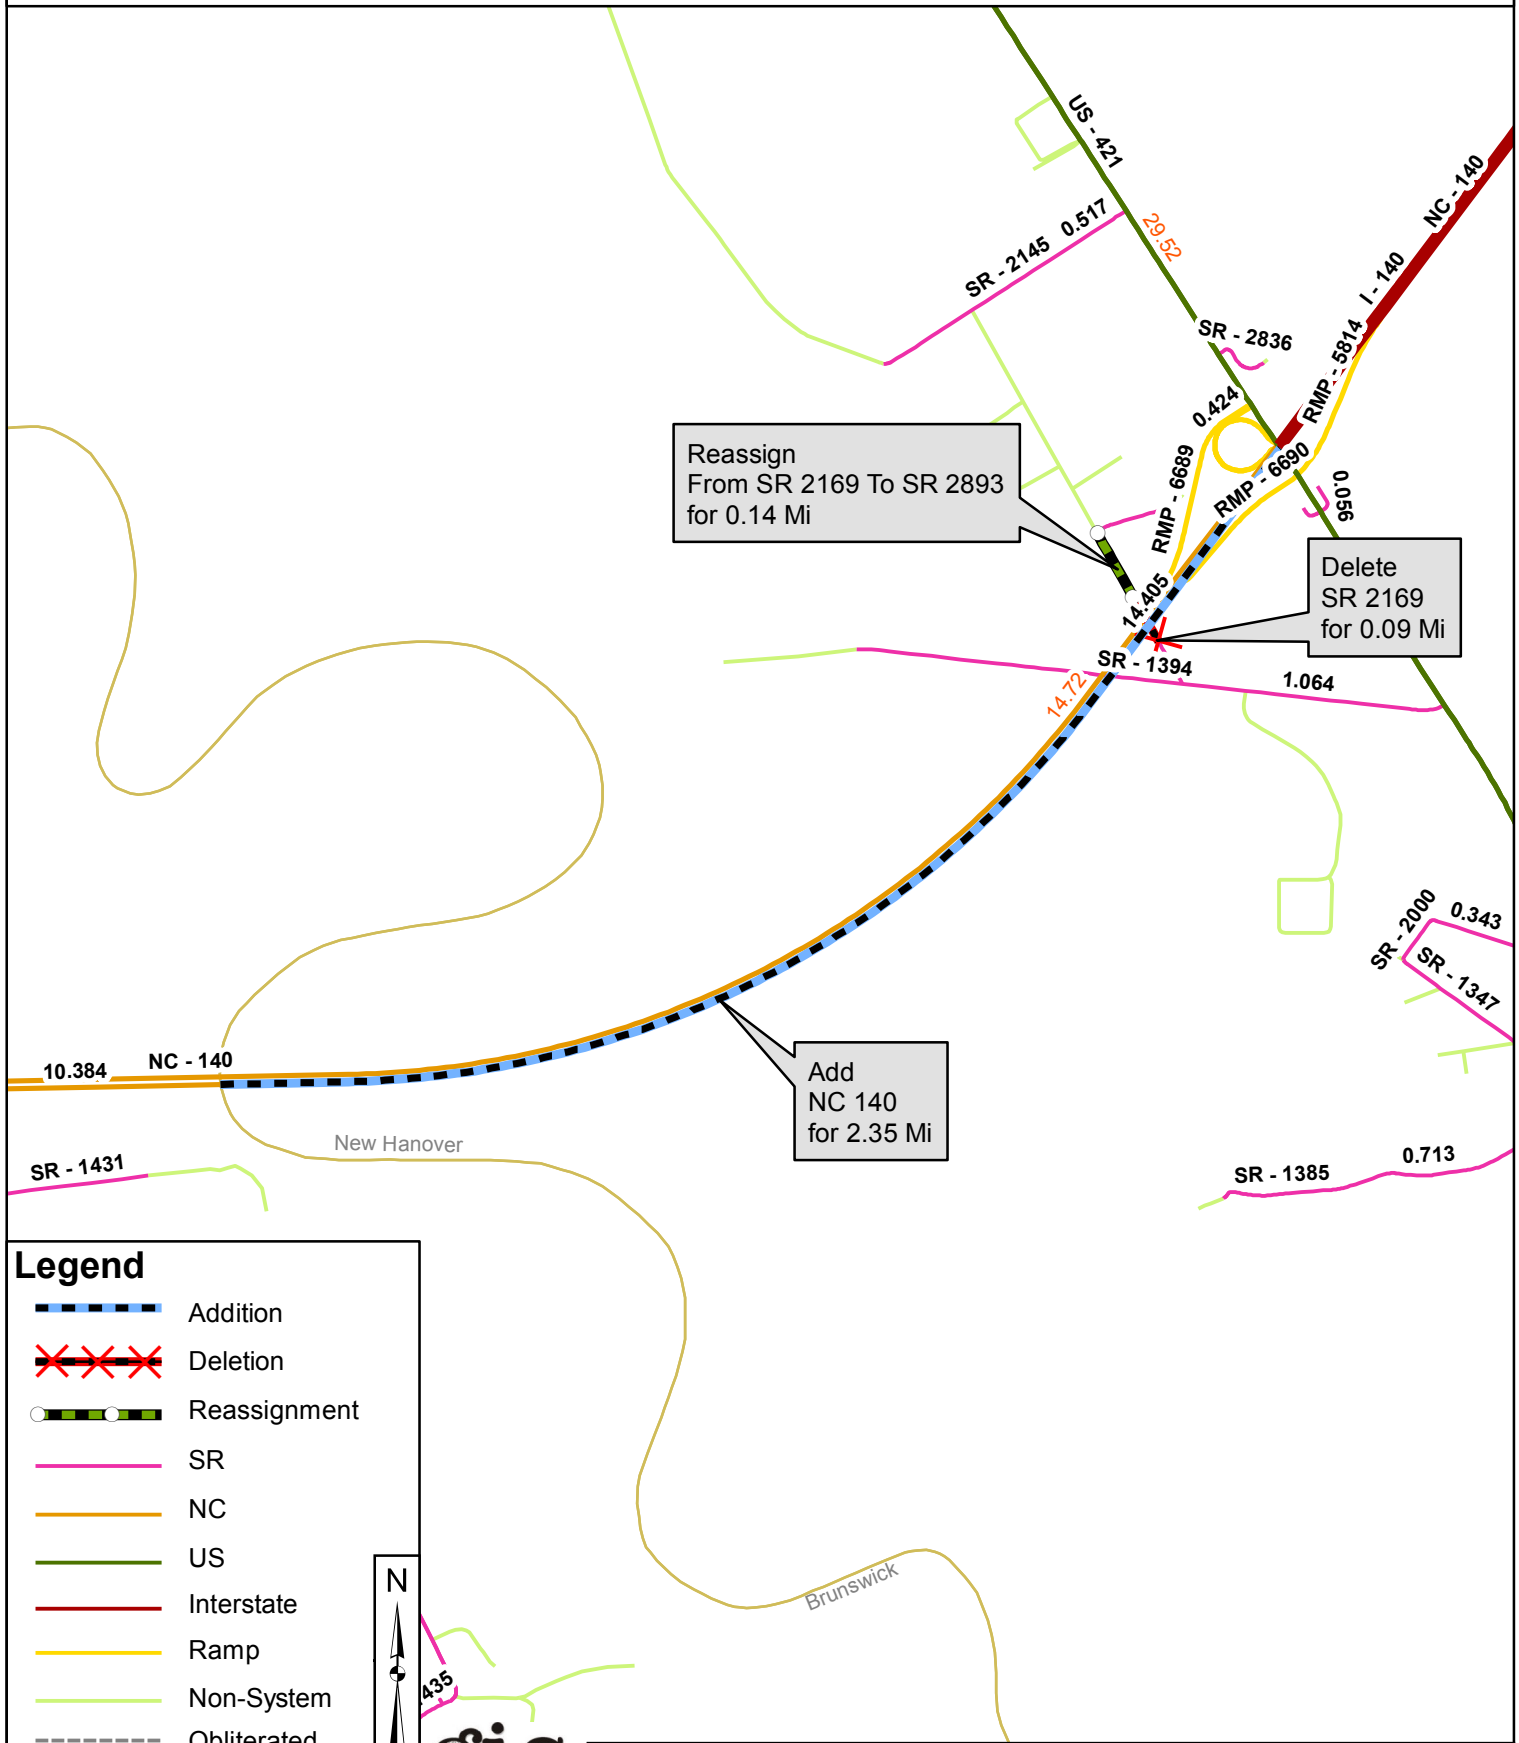 US - 421
NC - 140
29.52
SR - 2145 0.517
I - 140
SR - 2836
RMP - 5814
0.424
Reassign
From SR 2169 To SR 2893
for 0.14 Mi
RMP - 6689
RMP - 6690
0.056
Delete
SR 2169
for 0.09 Mi
14.405
SR - 1394
1.064
14.72
SR - 2000
0.343
SR - 1347
10.384
NC - 140
Add
NC 140
for 2.35 Mi
New Hanover
SR - 1431
SR - 1385
0.713
Legend
Addition
Deletion
Reassignment
SR
NC
US
Interstate
Ramp
Non-System
Obliterated
N
Brunswick
435